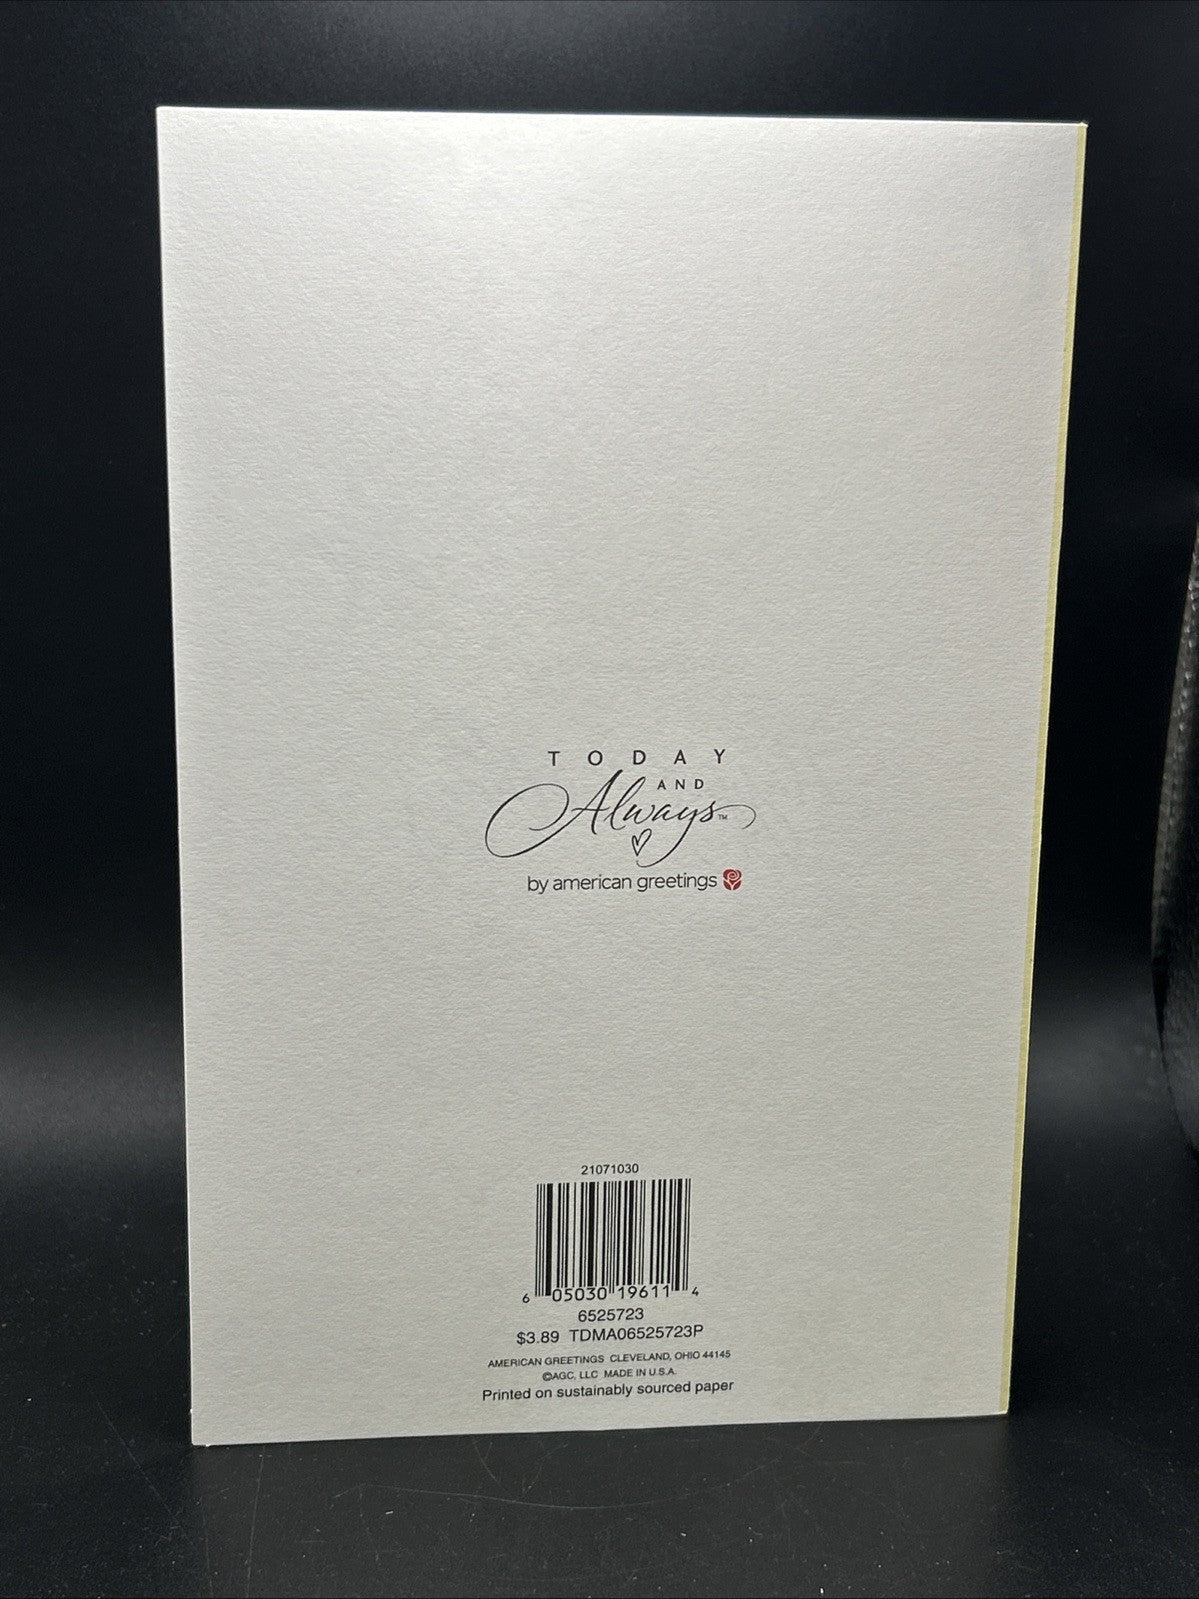 TODAY
AND
Always™
by american greetings
21071030
6 05030 19611 4
6525723
$3.89 TDMA06525723P
AMERICAN GREETINGS CLEVELAND, OHIO 44145
©AGC, LLC MADE IN U.S.A.
Printed on sustainably sourced paper